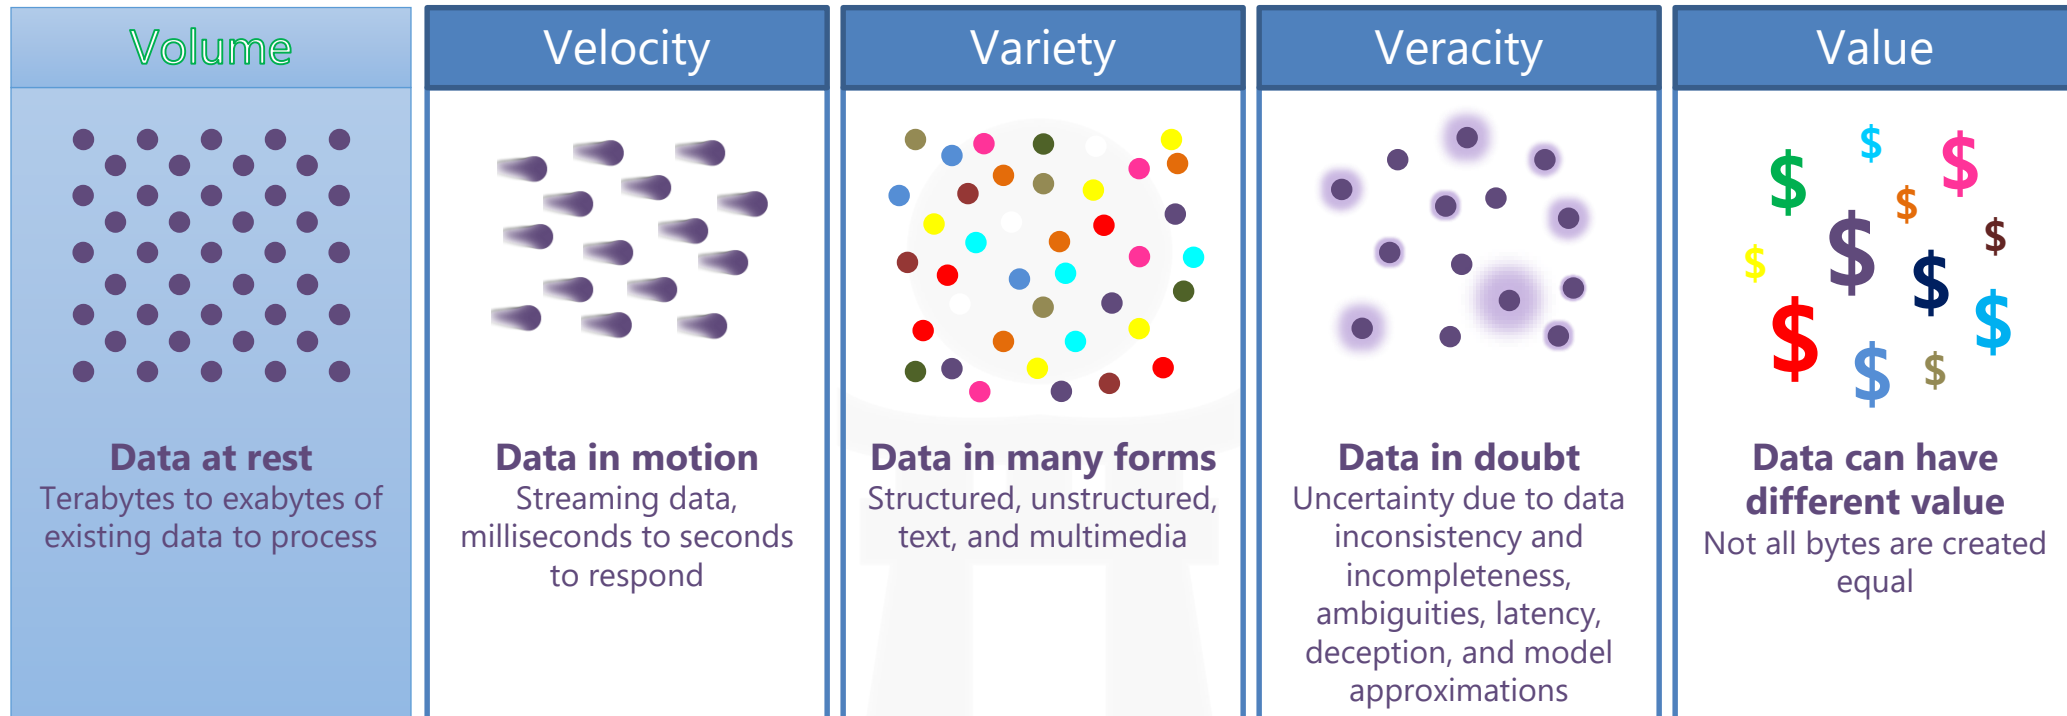 Volume
Data at rest
Terabytes to exabytes of
existing data to process
Velocity
Data in motion
Streaming data,
milliseconds to seconds
to respond
Variety
Data in many forms
Structured, unstructured,
text, and multimedia
Veracity
Data in doubt
Uncertainty due to data
inconsistency and
incompleteness,
ambiguities, latency,
deception, and model
approximations
Value
$ $ $ $ $ $ $ $ $ $ $ $ $
Data can have
different value
Not all bytes are created
equal